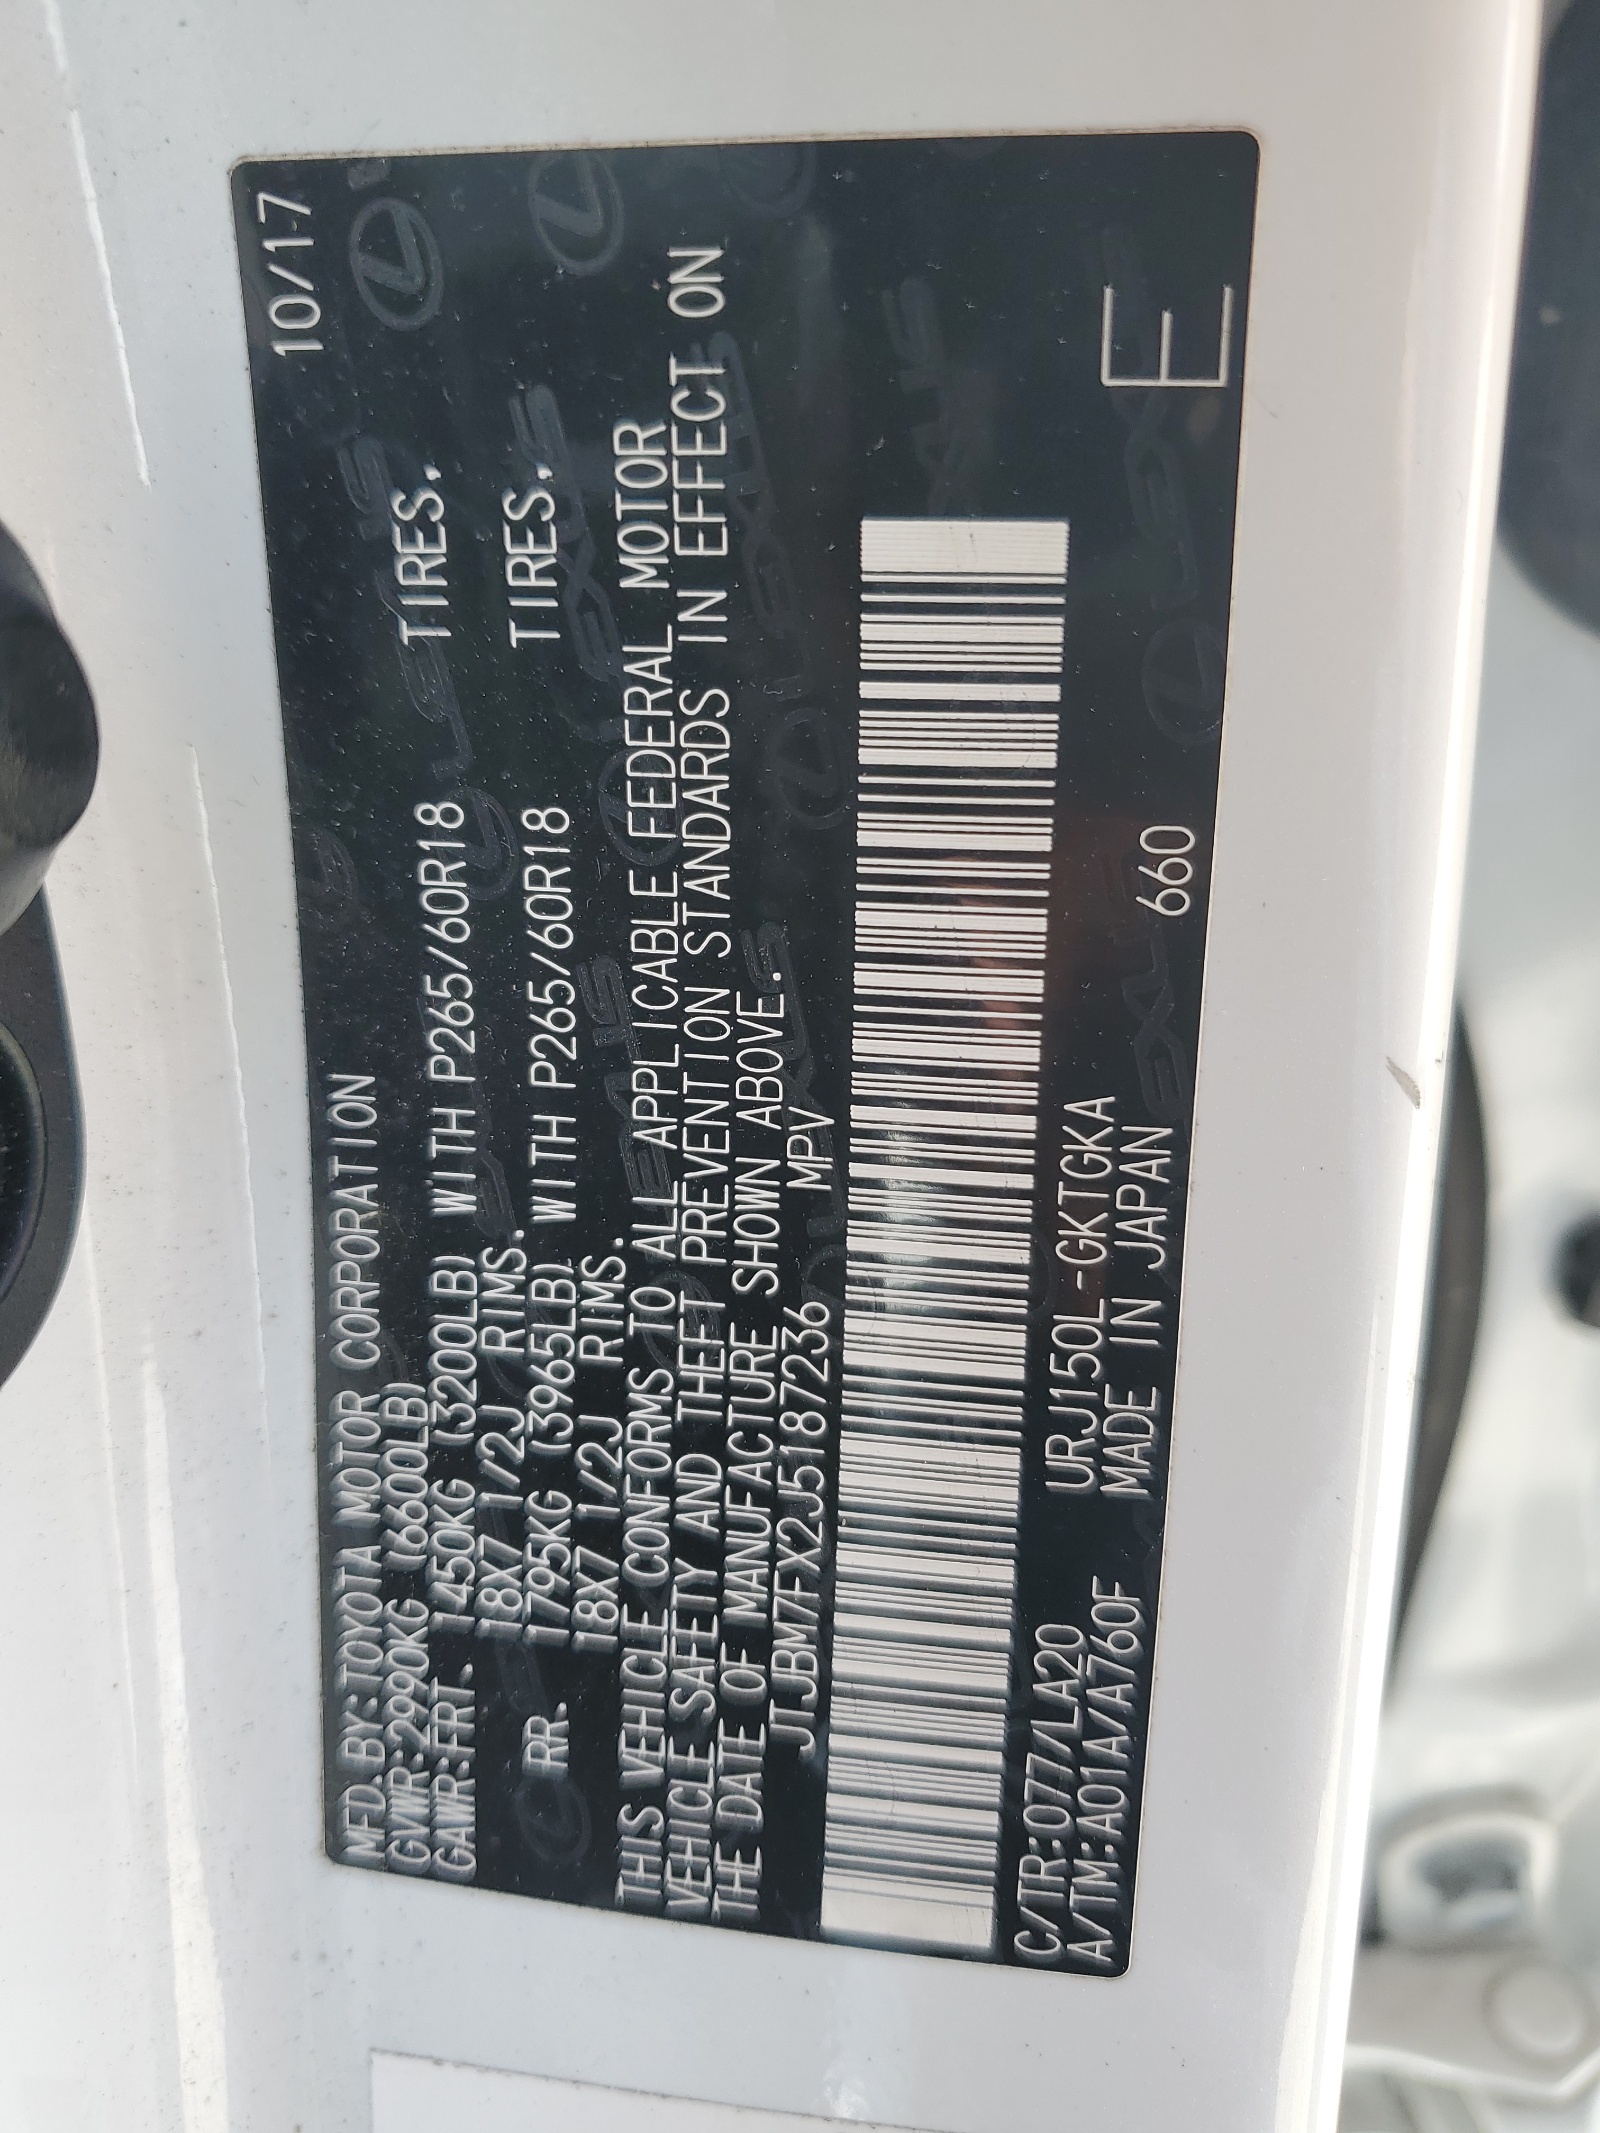 10/17
MFD.BY:TOYOTA MOTOR CORPORATION
GVWR:2990KG (6600LB)
GAWR:FRT. 1450KG (3200LB) WITH P265/60R18 TIRES,
18X7 1/2J RIMS.
RR. 1795KG (3965LB) WITH P265/60R18 TIRES,
18X7 1/2J RIMS.
THIS VEHICLE CONFORMS TO ALL APPLICABLE FEDERAL MOTOR
VEHICLE SAFETY AND THEFT PREVENTION STANDARDS IN EFFECT ON
THE DATE OF MANUFACTURE SHOWN ABOVE.
JTJBM7FX2J5187236 MPV
C/TR:077/LA20 URJ150L-GKTGKA
A/TM:A01A/A760F MADE IN JAPAN 660 E